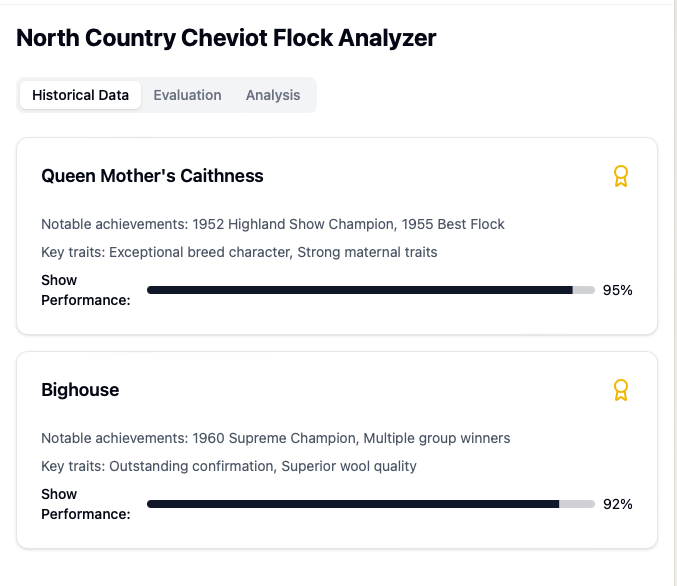 North Country Cheviot Flock Analyzer
Historical Data Evaluation Analysis
Queen Mother's Caithness
Notable achievements: 1952 Highland Show Champion, 1955 Best Flock
Key traits: Exceptional breed character, Strong maternal traits
Show
Performance:
95%
Bighouse
Notable achievements: 1960 Supreme Champion, Multiple group winners
Key traits: Outstanding confirmation, Superior wool quality
Show
Performance:
92%